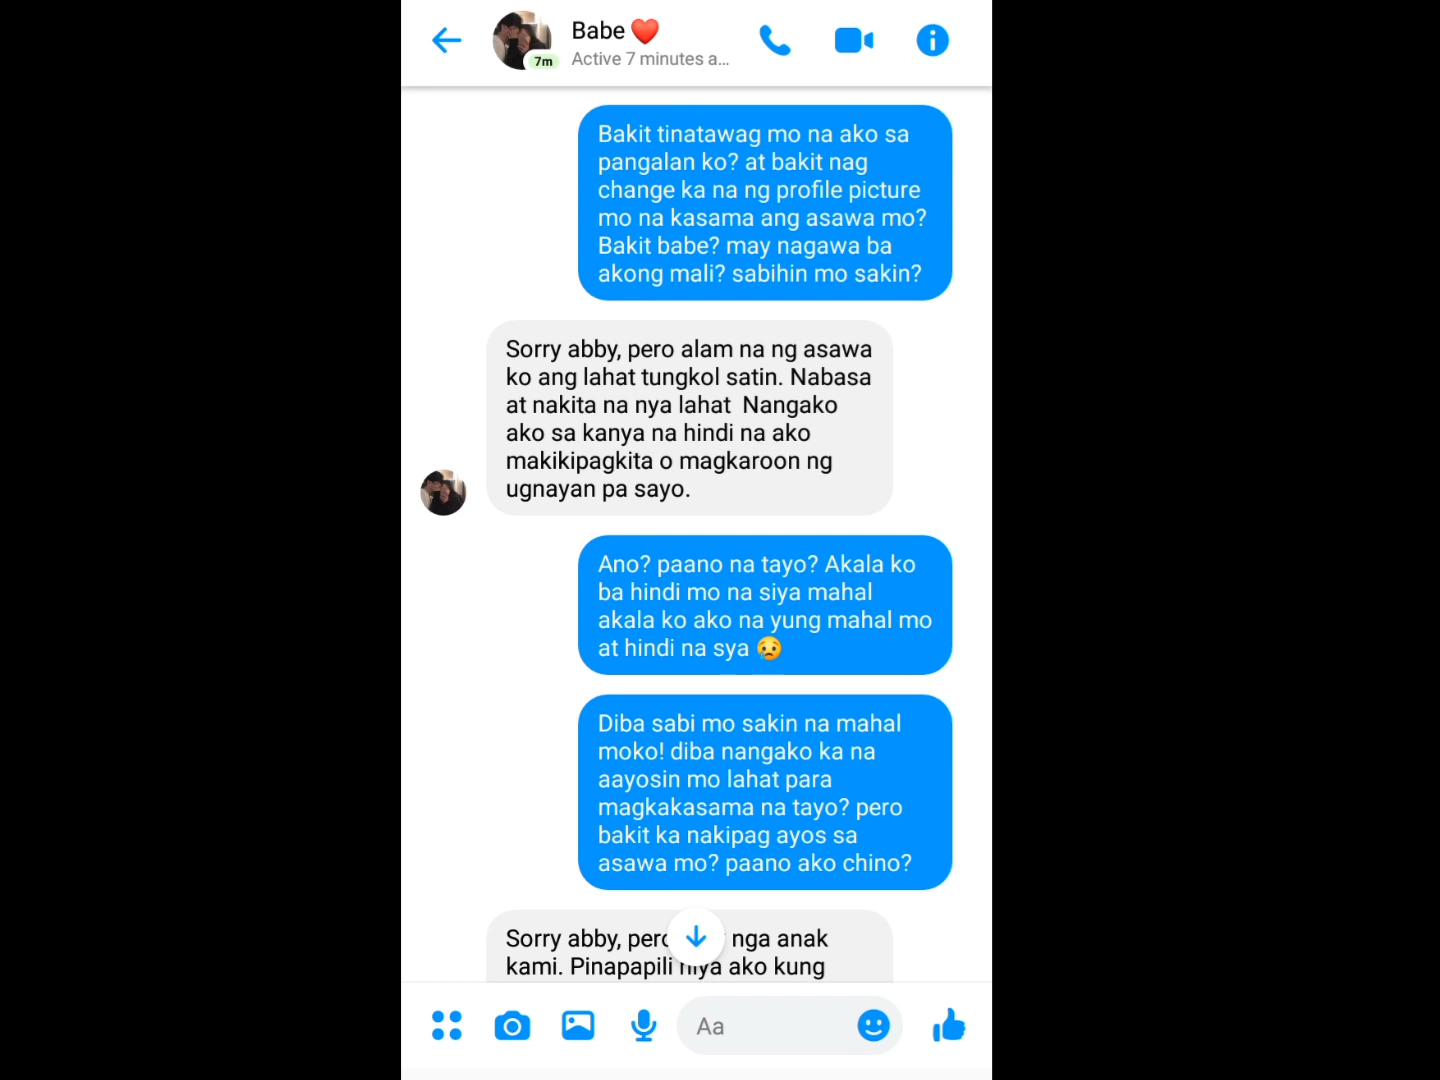 Babe ❤️
7m
Active 7 minutes a...
Bakit tinatawag mo na ako sa
pangalan ko? at bakit nag
change ka na ng profile picture
mo na kasama ang asawa mo?
Bakit babe? may nagawa ba
akong mali? sabihin mo sakin?
Sorry abby, pero alam na ng asawa
ko ang lahat tungkol satin. Nabasa
at nakita na nya lahat  Nangako
ako sa kanya na hindi na ako
makikipagkita o magkaroon ng
ugnayan pa sayo.
Ano? paano na tayo? Akala ko
ba hindi mo na siya mahal
akala ko ako na yung mahal mo
at hindi na sya 😥
Diba sabi mo sakin na mahal
moko! diba nangako ka na
aayosin mo lahat para
magkakasama na tayo? pero
bakit ka nakipag ayos sa
asawa mo? paano ako chino?
Sorry abby, pero nga anak
kami. Pinapapili niya ako kung
Aa